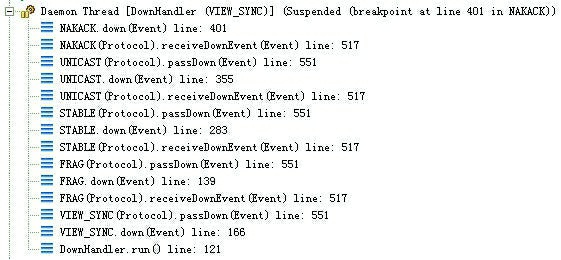 Daemon Thread [DownHandler (VIEW_SYNC)] (Suspended (breakpoint at line 401 in NAKACK))
NAKACK.down(Event) line: 401
NAKACK(Protocol).receiveDownEvent(Event) line: 517
UNICAST(Protocol).passDown(Event) line: 551
UNICAST.down(Event) line: 355
UNICAST(Protocol).receiveDownEvent(Event) line: 517
STABLE(Protocol).passDown(Event) line: 551
STABLE.down(Event) line: 283
STABLE(Protocol).receiveDownEvent(Event) line: 517
FRAG(Protocol).passDown(Event) line: 551
FRAG.down(Event) line: 139
FRAG(Protocol).receiveDownEvent(Event) line: 517
VIEW_SYNC(Protocol).passDown(Event) line: 551
VIEW_SYNC.down(Event) line: 166
DownHandler.run() line: 121